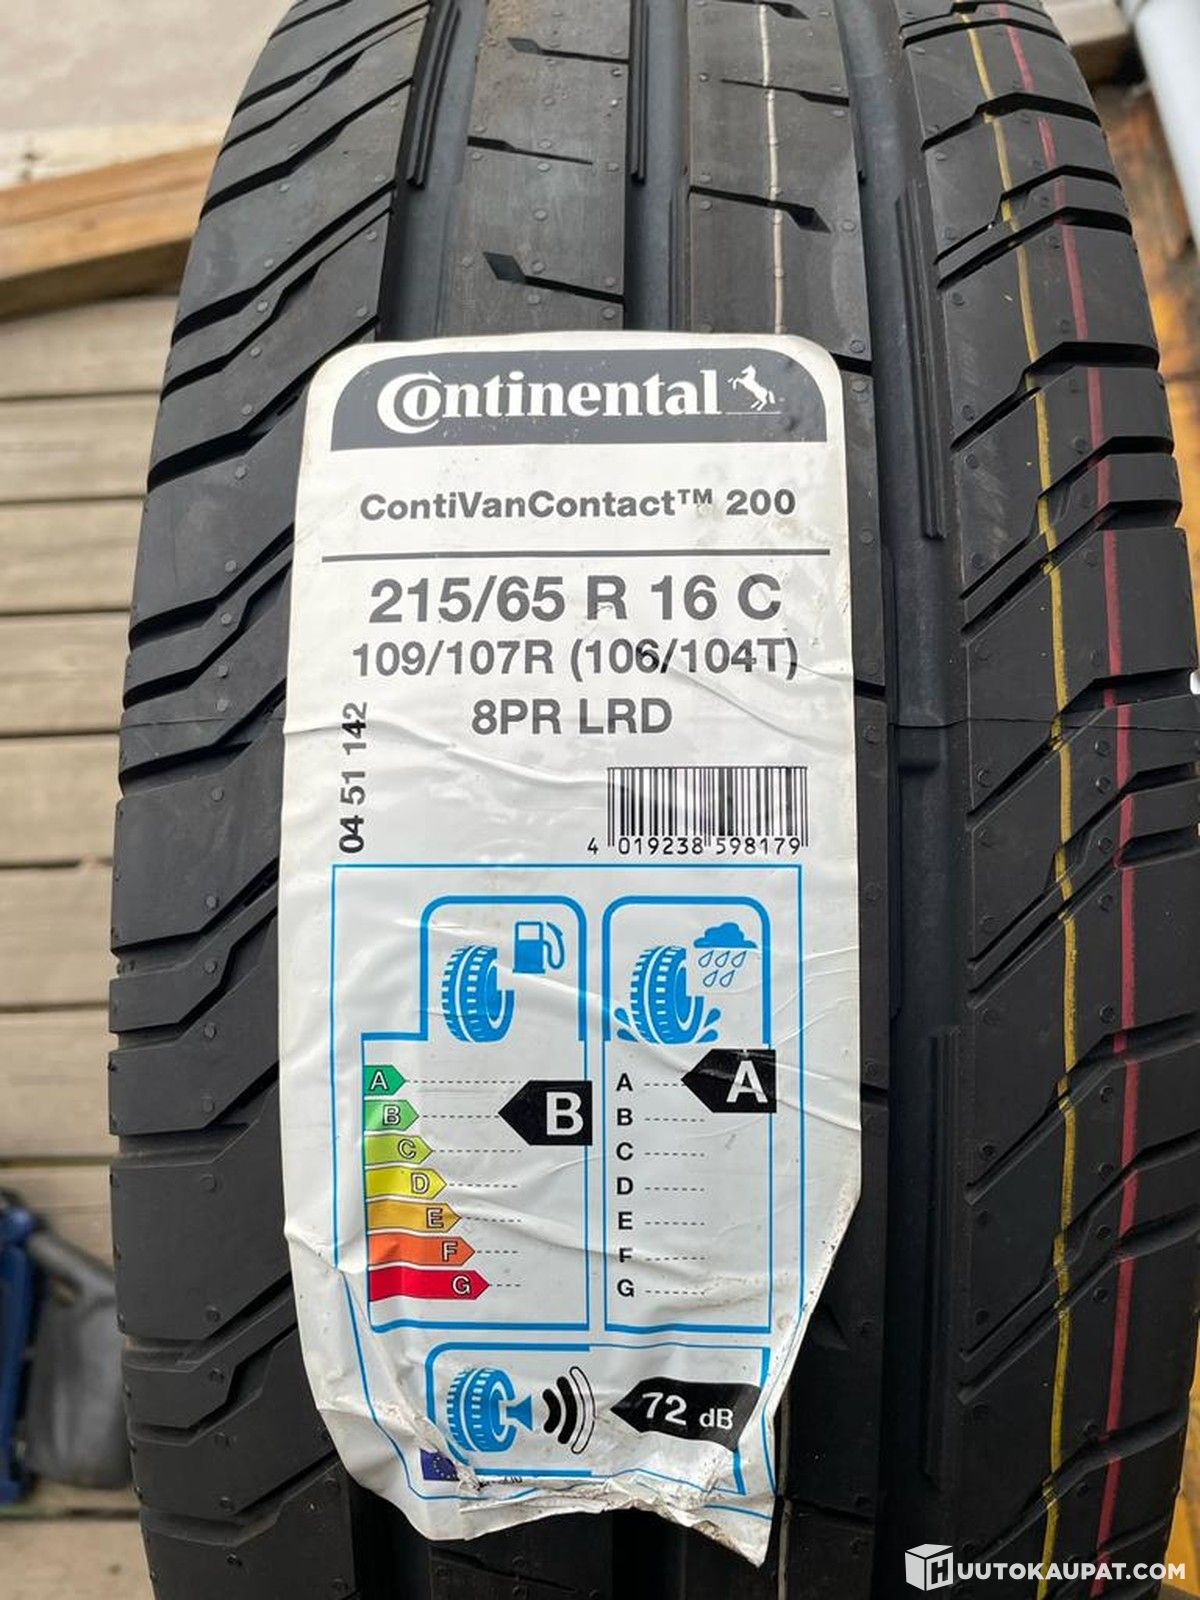 Continental
ContiVanContact™ 200
215/65 R 16 C
109/107R (106/104T)
8PR LRD
04 51 142
4 019238 598179
A
B
C
D
E
F
G
B
A
B
C
D
E
F
G
A
72 dB
HUUTOKAUPAT.COM